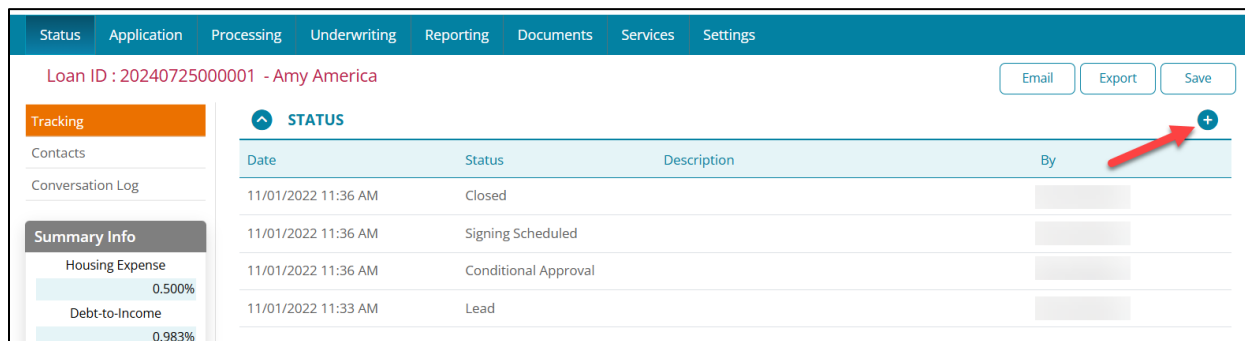 Status Application Processing Underwriting Reporting Documents Services Settings
Loan ID : 20240725000001 - Amy America
Email Export Save
Tracking
Contacts
Conversation Log
STATUS
Date Status Description By
11/01/2022 11:36 AM Closed
11/01/2022 11:36 AM Signing Scheduled
11/01/2022 11:36 AM Conditional Approval
11/01/2022 11:33 AM Lead
Summary Info
Housing Expense
0.500%
Debt-to-Income
0.983%